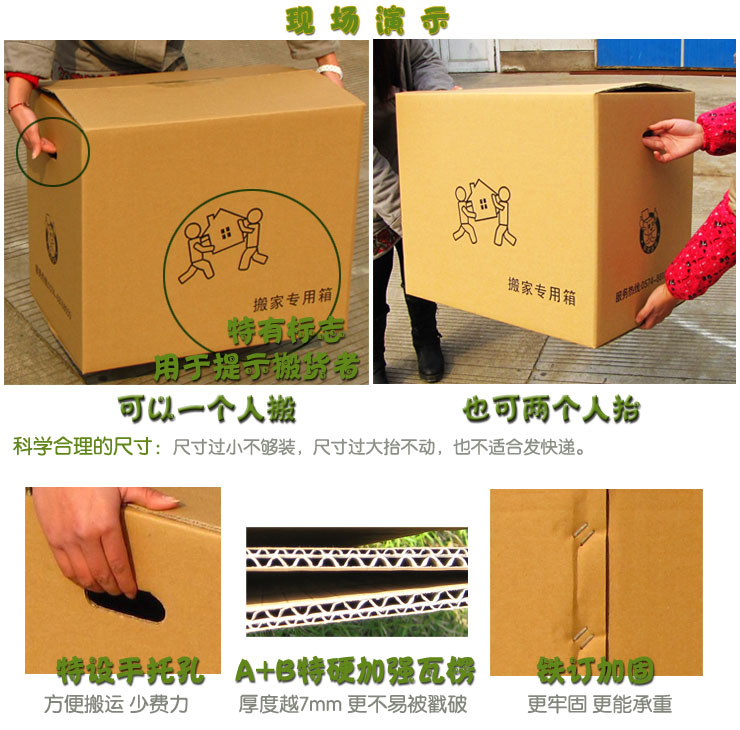 现场演示
搬家专用箱
特有标志
用于提示搬货者
搬家专用箱
服务热线:0574-
可以一个人搬
也可两个人抬
科学合理的尺寸：尺寸过小不够装，尺寸过大抬不动，也不适合发快递。
特设手托孔
方便搬运 少费力
A+B特硬加强瓦楞
厚度越7mm 更不易被戳破
铁订加固
更牢固 更能承重